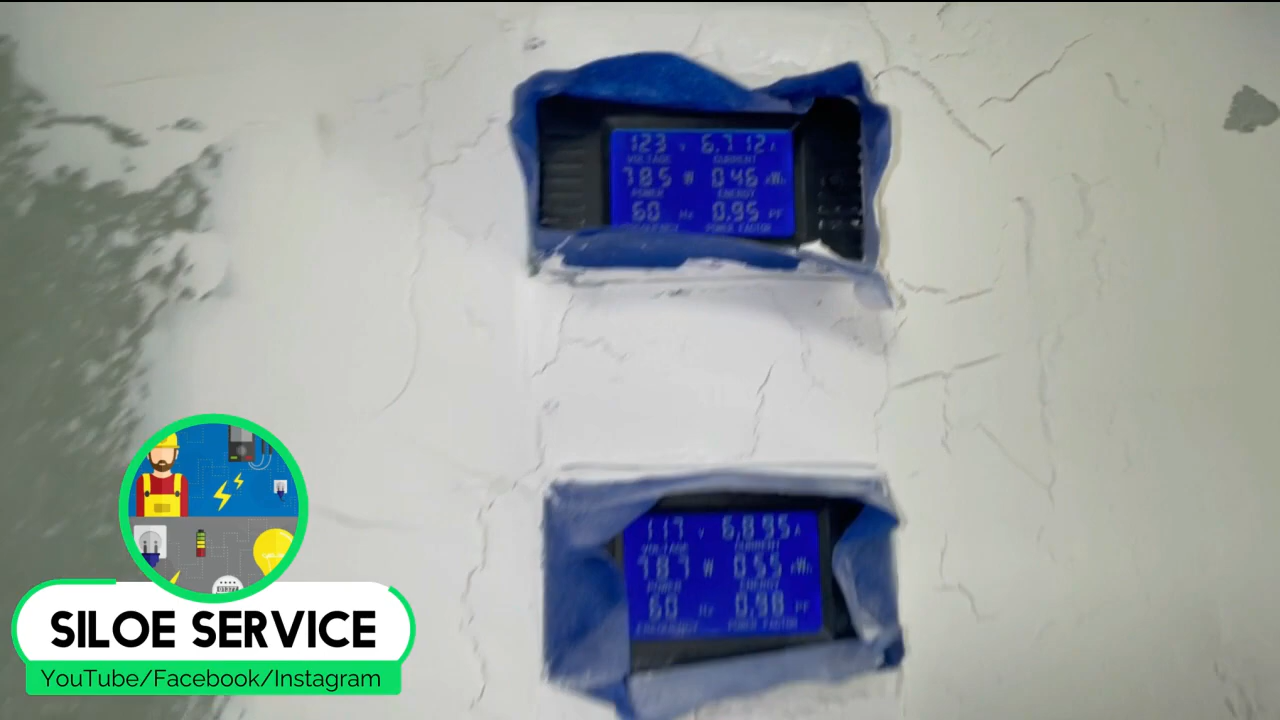 123 V 6.712 A
VOLTAGE CURRENT
785 W 0.46 kWh
POWER ENERGY
60 Hz 0.95 PF
FREQUENCY POWER FACTOR
117 V 6.895 A
VOLTAGE CURRENT
787 W 0.55 kWh
POWER ENERGY
60 Hz 0.98 PF
FREQUENCY POWER FACTOR
SILOE SERVICE
YouTube/Facebook/Instagram